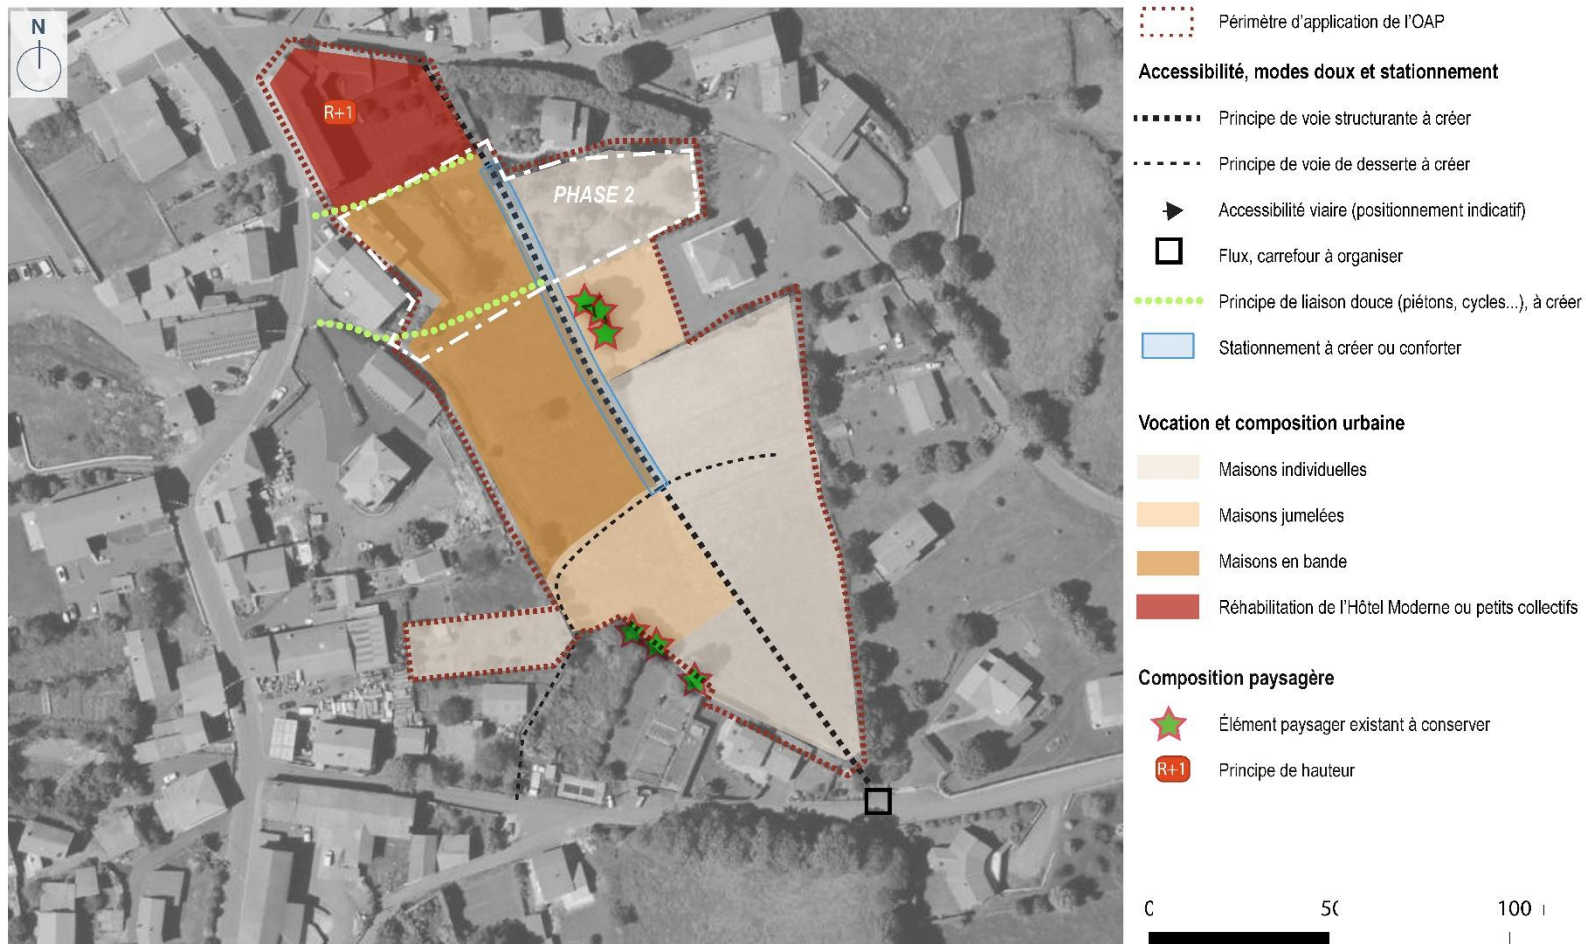 N
R+1
PHASE 2
Périmètre d'application de l'OAP
Accessibilité, modes doux et stationnement
Principe de voie structurante à créer
Principe de voie de desserte à créer
Accessibilité viaire (positionnement indicatif)
Flux, carrefour à organiser
Principe de liaison douce (piétons, cycles...), à créer
Stationnement à créer ou conforter
Vocation et composition urbaine
Maisons individuelles
Maisons jumelées
Maisons en bande
Réhabilitation de l'Hôtel Moderne ou petits collectifs
Composition paysagère
Élément paysager existant à conserver
R+1 Principe de hauteur
100